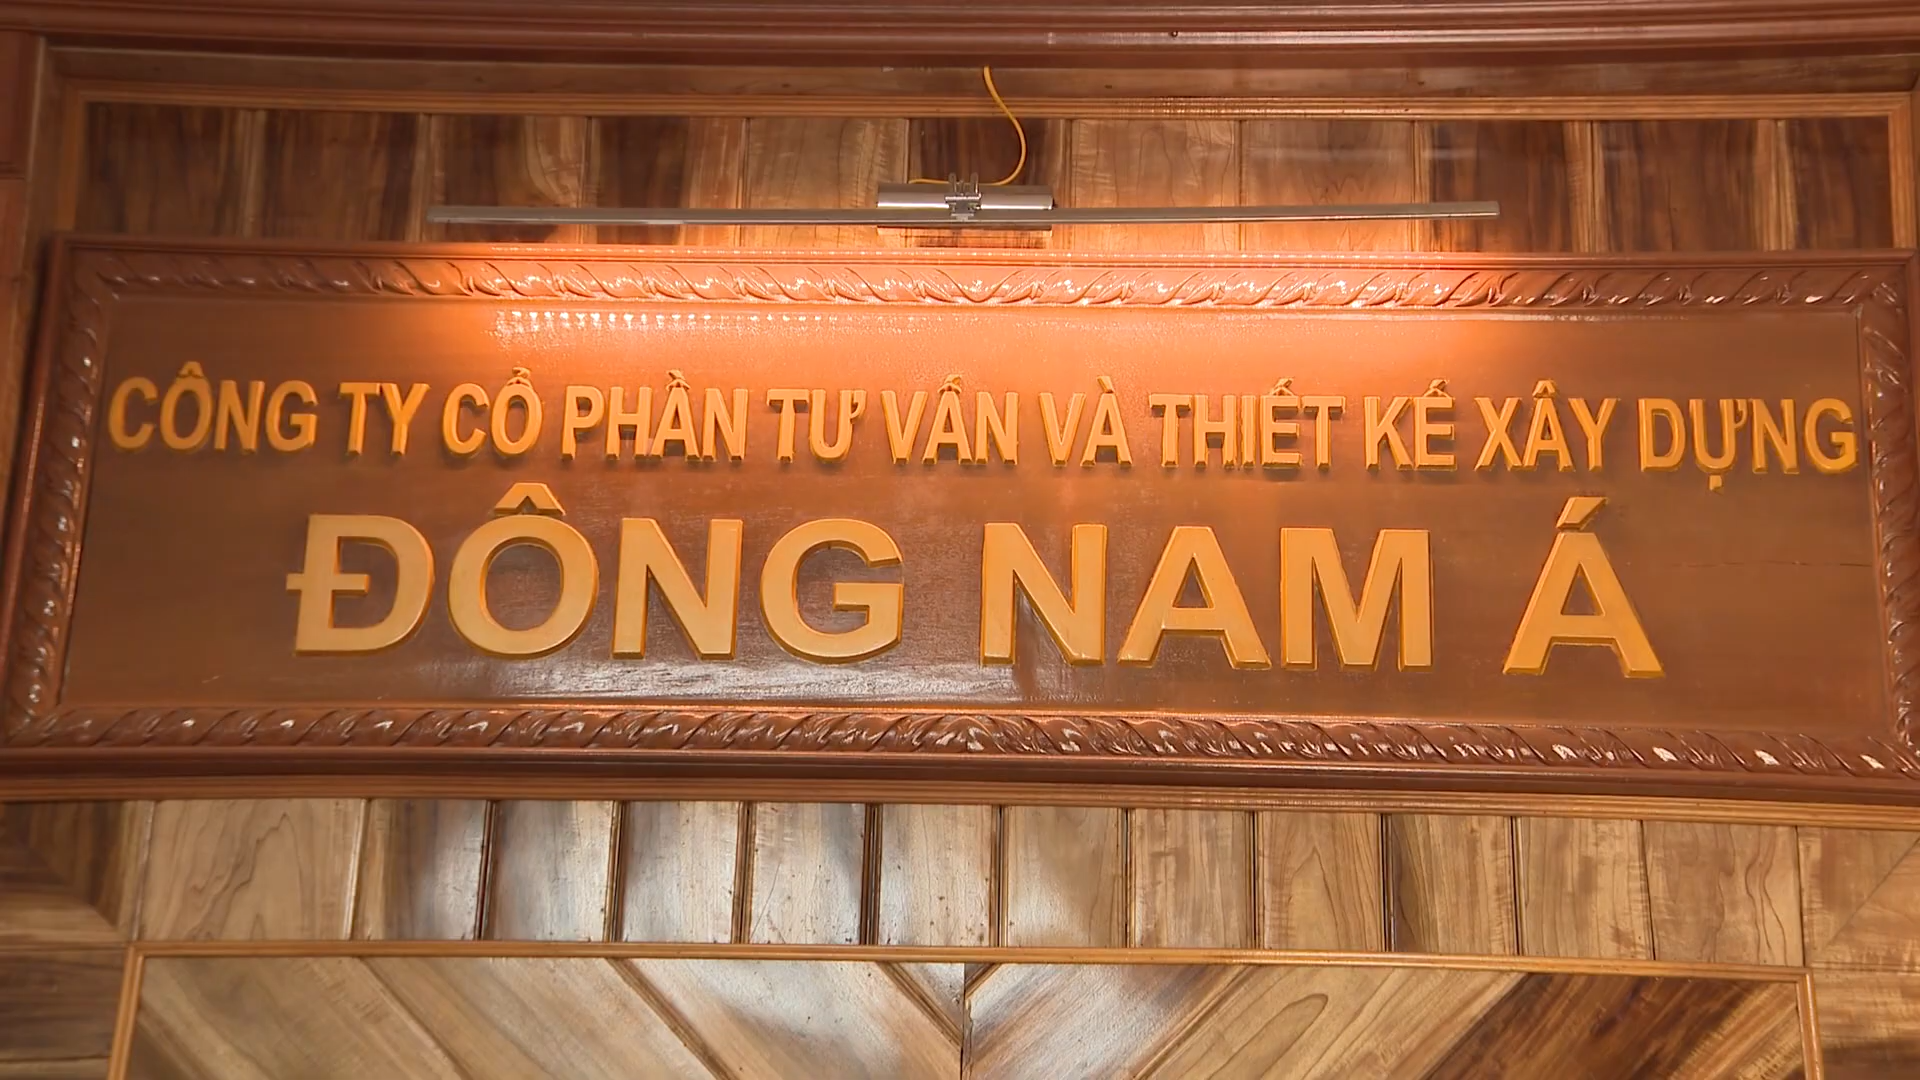 CÔNG TY CỔ PHẦN TƯ VẤN VÀ THIẾT KẾ XÂY DỰNG
ĐÔNG NAM Á